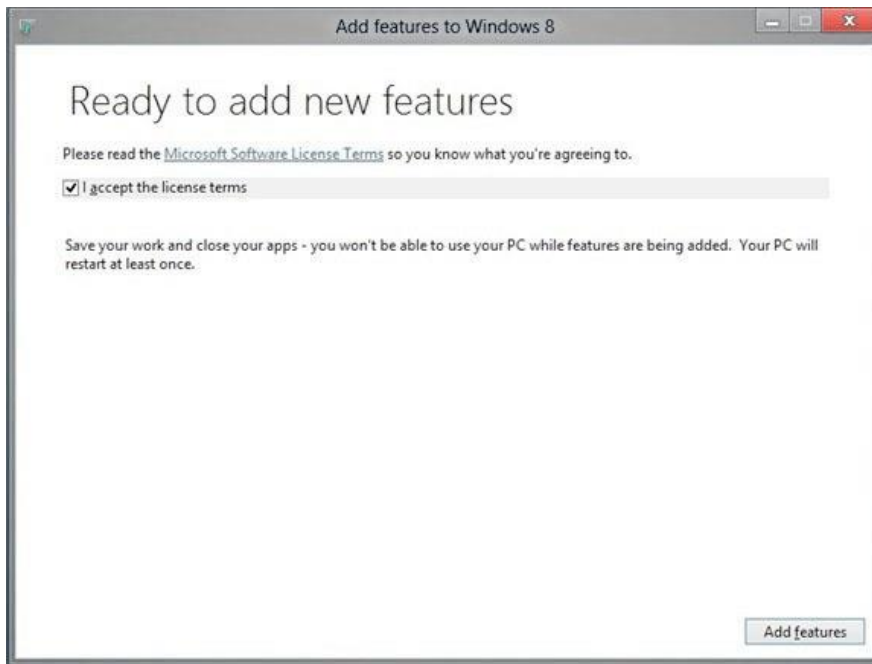 Add features to Windows 8
Ready to add new features
Please read the Microsoft Software License Terms so you know what you're agreeing to.
I accept the license terms
Save your work and close your apps - you won't be able to use your PC while features are being added.  Your PC will
restart at least once.
Add features